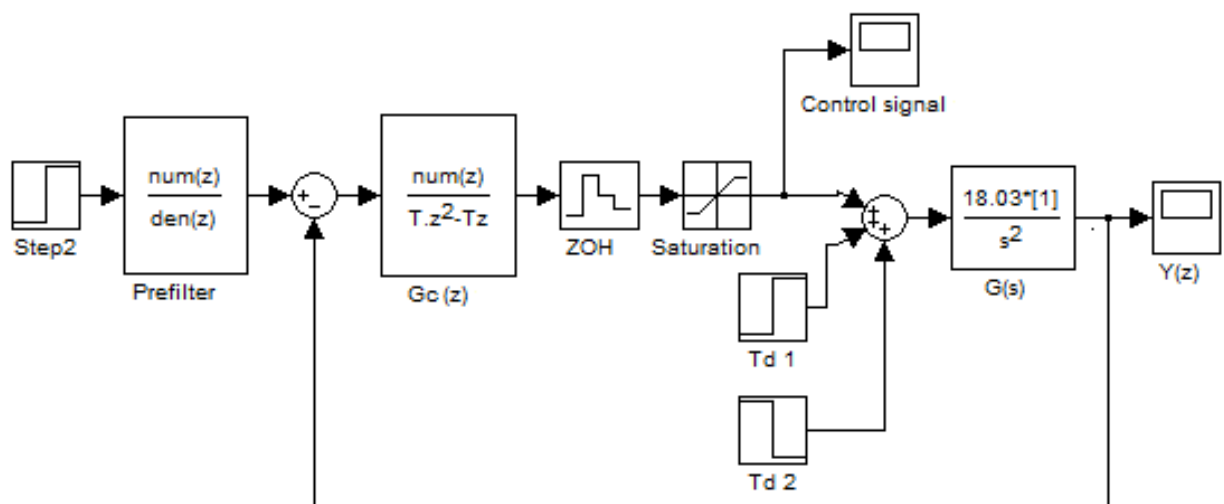 Control signal
num(z)
den(z)
+
−
num(z)
T.z²-Tz
+
+
+
18.03*[1]
s²
Step2
Prefilter
Gc (z)
ZOH
Saturation
G(s)
Y(z)
Td 1
Td 2